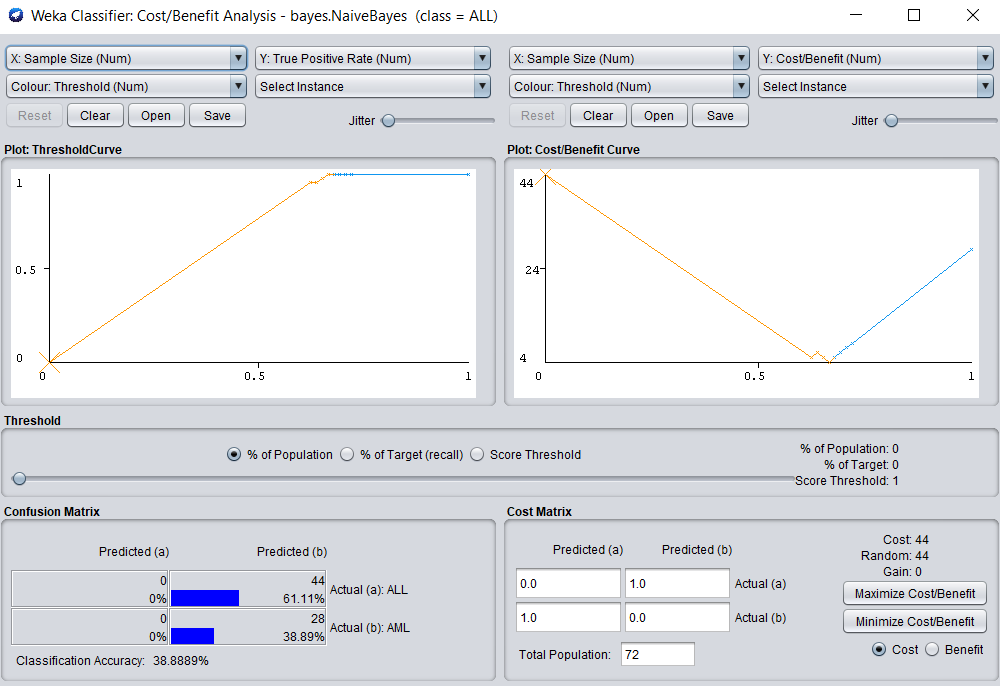 Weka Classifier: Cost/Benefit Analysis - bayes.NaiveBayes (class = ALL)
X: Sample Size (Num)
Y: True Positive Rate (Num)
X: Sample Size (Num)
Y: Cost/Benefit (Num)
Colour: Threshold (Num)
Select Instance
Colour: Threshold (Num)
Select Instance
Reset
Clear
Open
Save
Jitter
Reset
Clear
Open
Save
Jitter
Plot: ThresholdCurve
1
0.5
0
0
0.5
1
Plot: Cost/Benefit Curve
44
24
4
0
0.5
1
Threshold
% of Population
% of Target (recall)
Score Threshold
% of Population: 0
% of Target: 0
Score Threshold: 1
Confusion Matrix
Predicted (a)
Predicted (b)
0
44
0%
61.11%
Actual (a): ALL
0
28
0%
38.89%
Actual (b): AML
Classification Accuracy: 38.8889%
Cost Matrix
Predicted (a)
Predicted (b)
0.0
1.0
Actual (a)
1.0
0.0
Actual (b)
Total Population:
72
Cost: 44
Random: 44
Gain: 0
Maximize Cost/Benefit
Minimize Cost/Benefit
Cost
Benefit